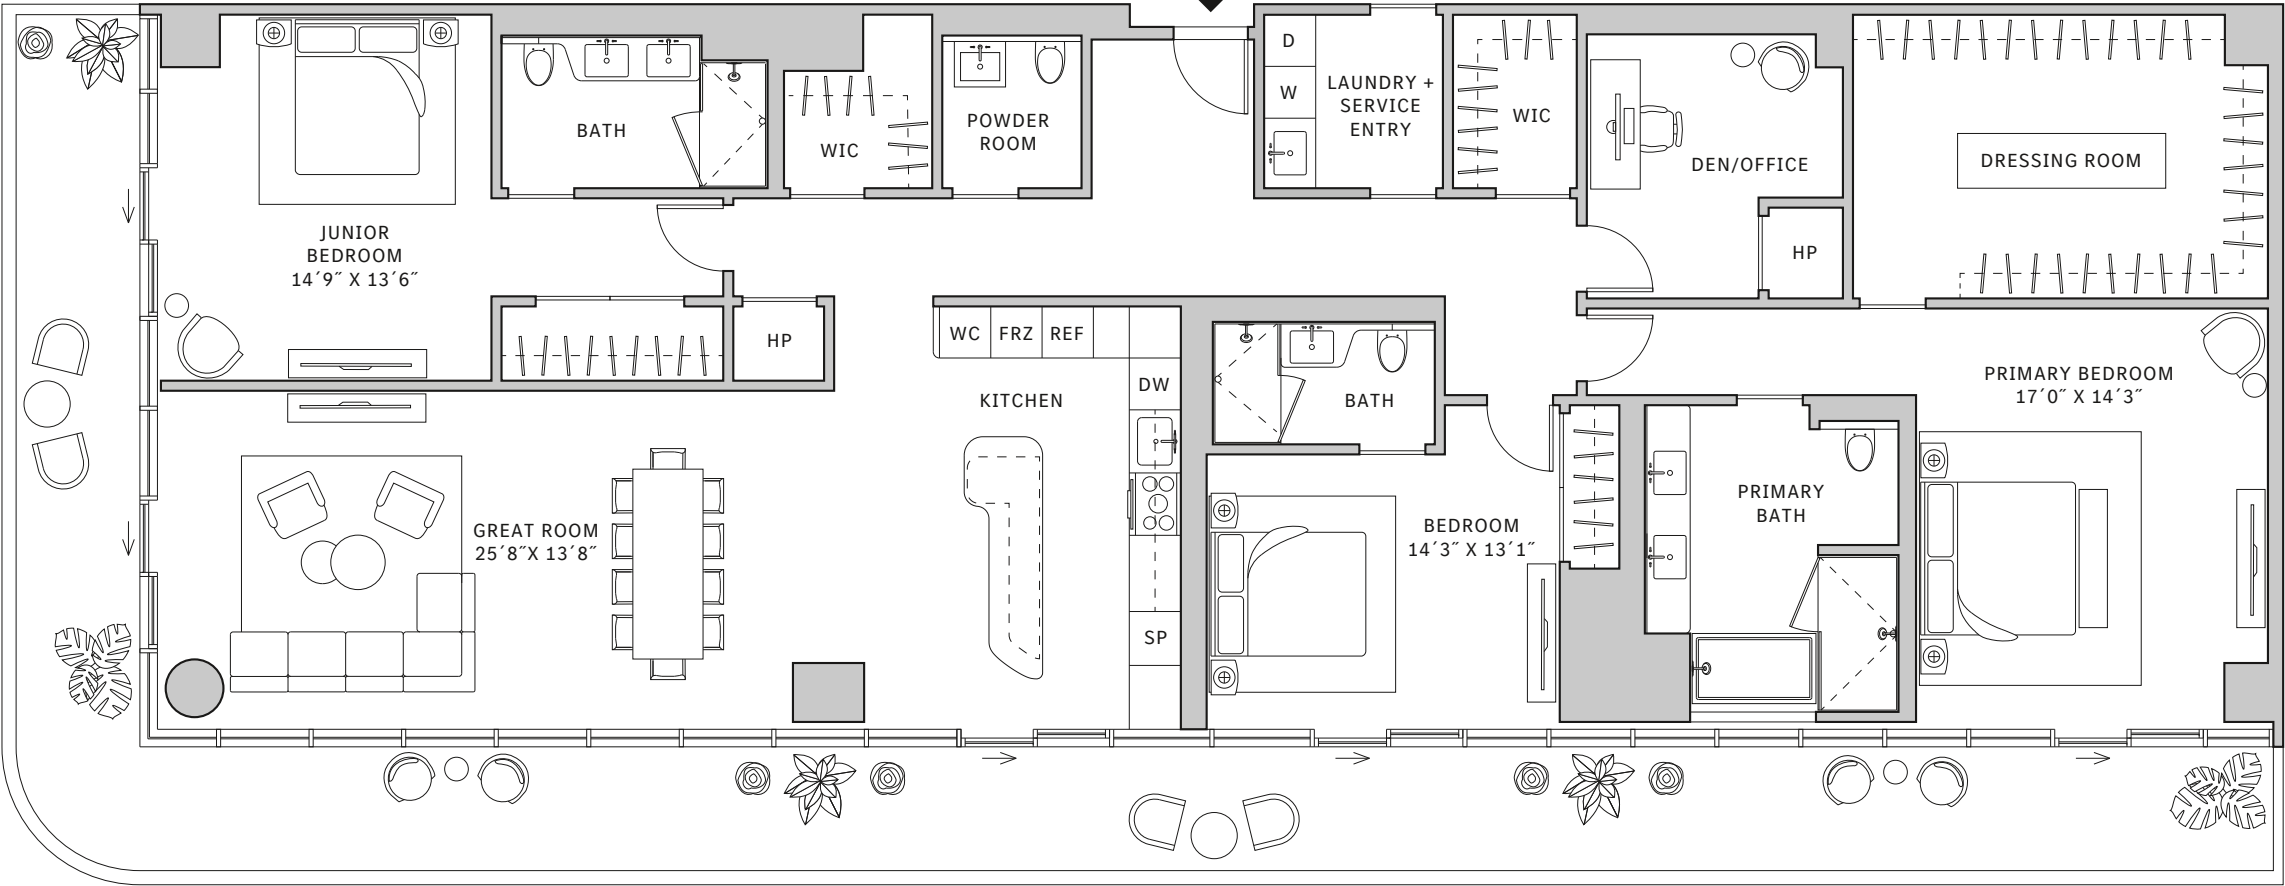 D
W
LAUNDRY +
SERVICE
ENTRY
WIC
BATH
WIC
POWDER
ROOM
DEN/OFFICE
DRESSING ROOM
JUNIOR
BEDROOM
14´9˝ X 13´6˝
HP
HP
WC
FRZ
REF
DW
KITCHEN
BATH
PRIMARY BEDROOM
17´0˝ X 14´3˝
GREAT ROOM
25´8˝X 13´8˝
BEDROOM
14´3˝ X 13´1˝
PRIMARY
BATH
SP